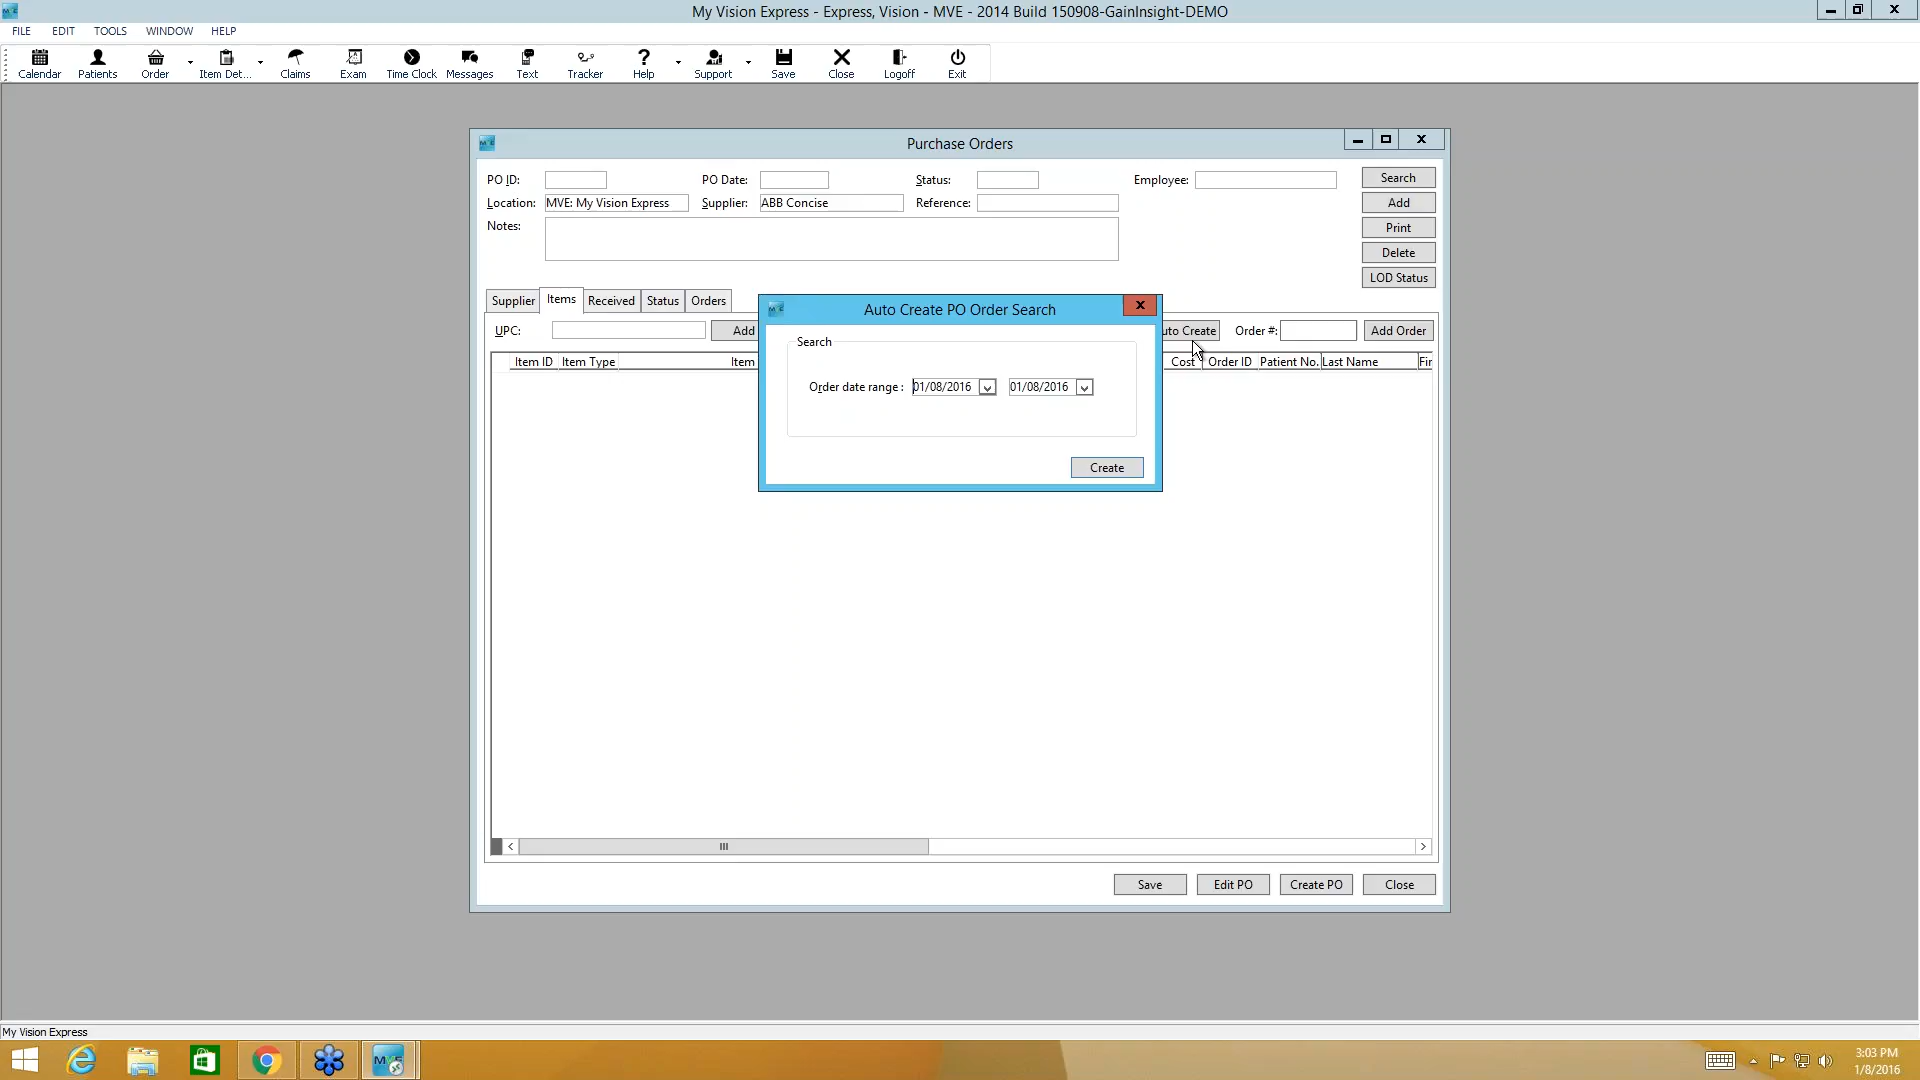 My Vision Express - Express, Vision - MVE - 2014 Build 150908-GainInsight-DEMO
FILE EDIT TOOLS WINDOW HELP
Calendar Patients Order Item Det... Claims Exam Time Clock Messages Text Tracker Help Support Save Close Logoff Exit
Purchase Orders
PO ID: PO Date: Status: Employee: Search
Location: MVE: My Vision Express Supplier: ABB Concise Reference: Add
Notes: Print
Delete
LOD Status
Supplier Items Received Status Orders
Auto Create PO Order Search
UPC: Add uto Create Order #: Add Order
Search
Item ID Item Type Item Cost Order ID Patient No. Last Name Fir
Order date range : 01/08/2016 01/08/2016
Create
Save Edit PO Create PO Close
My Vision Express
3:03 PM
1/8/2016